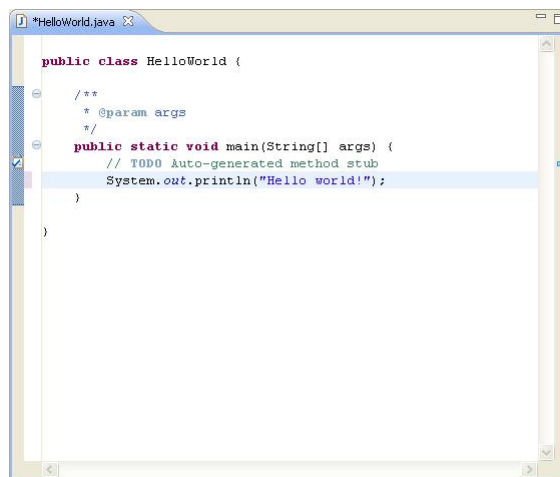 *HelloWorld.java
public class HelloWorld {
/**
* @param args
*/
public static void main(String[] args) {
// TODO Auto-generated method stub
System.out.println("Hello world!");
}
}